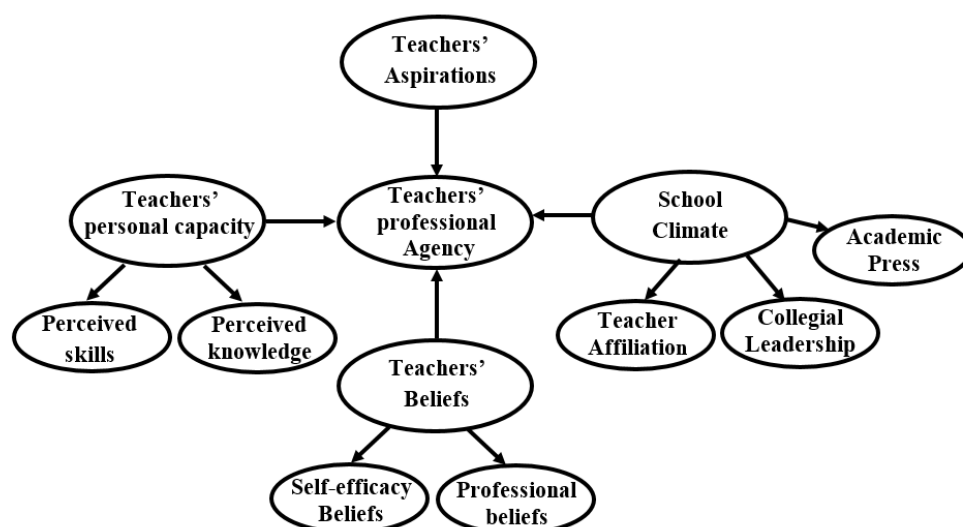 Teachers’
Aspirations
Teachers’
personal capacity
Teachers’
professional
Agency
School
Climate
Academic
Press
Perceived
skills
Perceived
knowledge
Teacher
Affiliation
Collegial
Leadership
Teachers’
Beliefs
Self-efficacy
Beliefs
Professional
beliefs